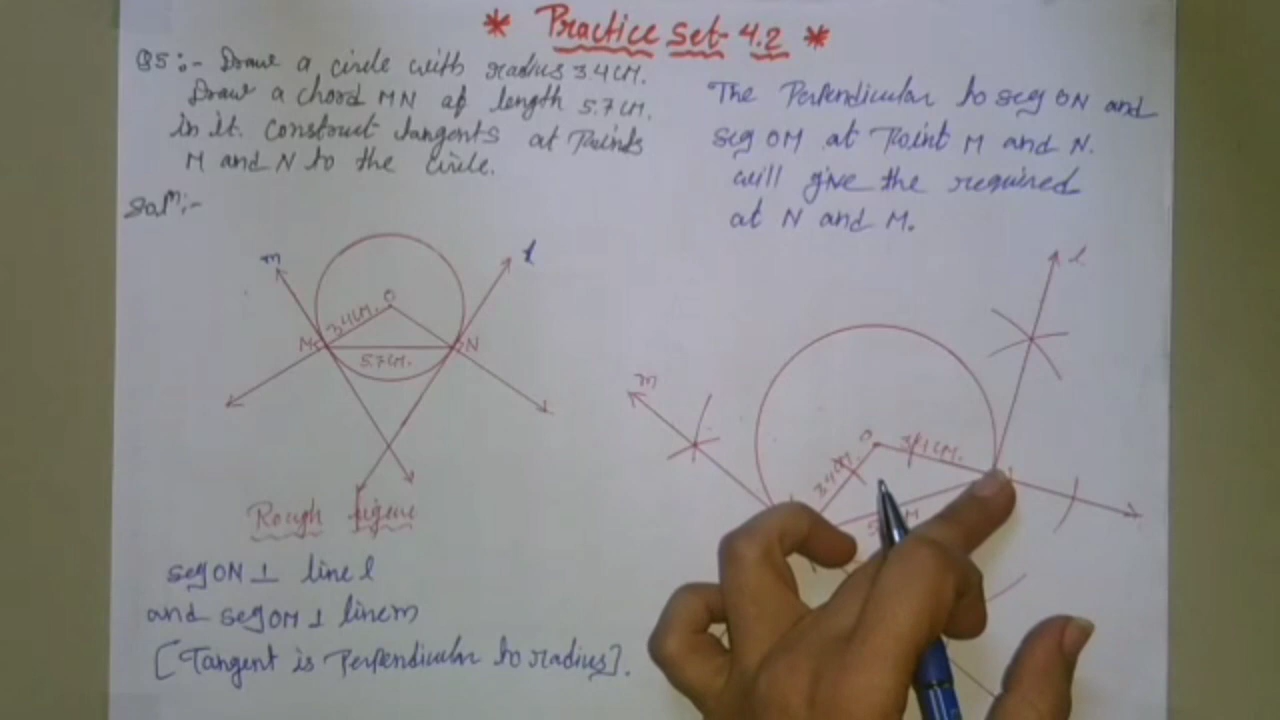 * Practice Set 4.2 *
Q5:- Draw a circle with radius 3.4 CM.
Draw a chord MN of length 5.7 CM.
in it. Construct tangents at Points
M and N to the Circle.
Solⁿ:-
The Perpendicular to seg ON and
seg OM at Point M and N.
will give the required
at N and M.
m
l
O
3.4 CM.
M
N
5.7 CM.
Rough figure
seg ON ⊥ line l
and seg OM ⊥ line m
[Tangent is Perpendicular to radius].
l
m
O
3.4 CM.
3.4 CM.